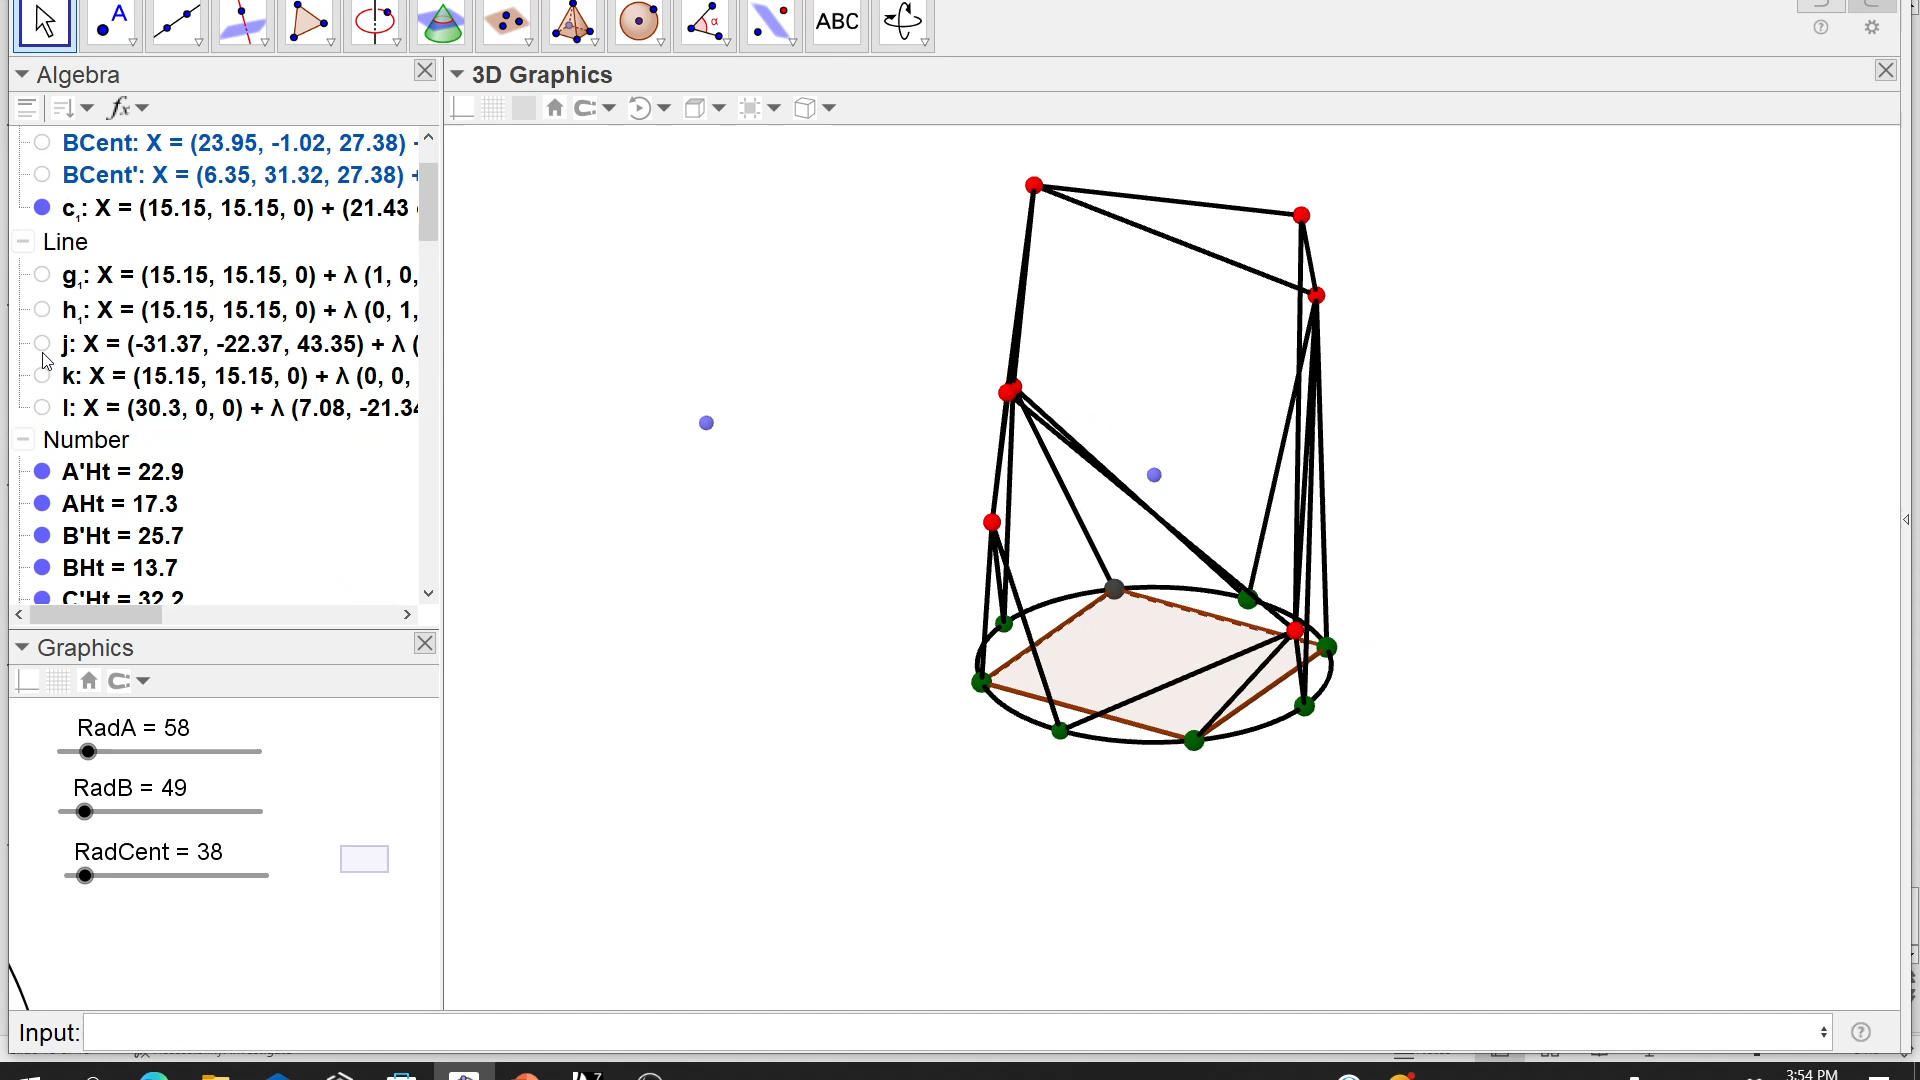 A
α
ABC
Algebra
3D Graphics
fx
BCent: X = (23.95, -1.02, 27.38)
BCent': X = (6.35, 31.32, 27.38) +
c₁: X = (15.15, 15.15, 0) + (21.43
Line
g₁: X = (15.15, 15.15, 0) + λ (1, 0,
h₁: X = (15.15, 15.15, 0) + λ (0, 1,
j: X = (-31.37, -22.37, 43.35) + λ (
k: X = (15.15, 15.15, 0) + λ (0, 0,
l: X = (30.3, 0, 0) + λ (7.08, -21.34
Number
A'Ht = 22.9
AHt = 17.3
B'Ht = 25.7
BHt = 13.7
C'Ht = 32.2
Graphics
RadA = 58
RadB = 49
RadCent = 38
Input:
3:54 PM